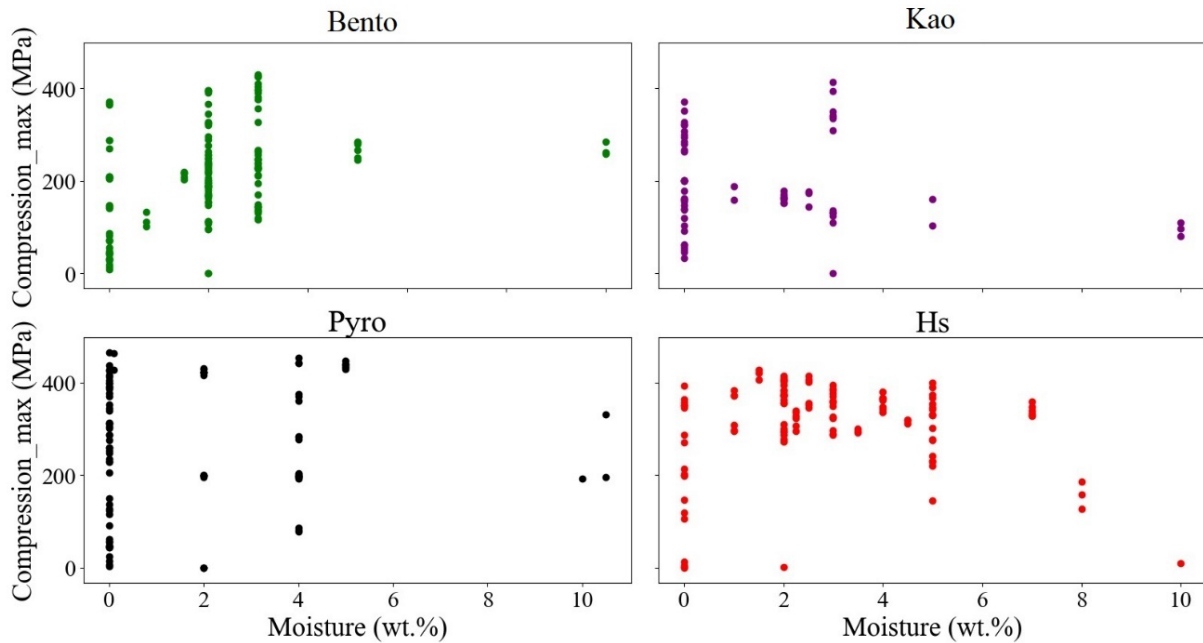 Bento
Kao
Compression_max (MPa)
400
200
0
Pyro
Hs
Compression_max (MPa)
400
200
0
0 2 4 6 8 10
0 2 4 6 8 10
Moisture (wt.%)
Moisture (wt.%)